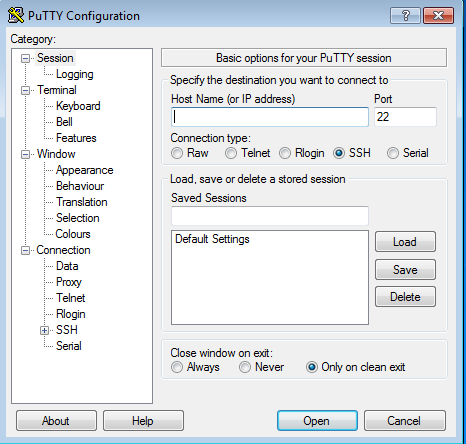 PuTTY Configuration
Category:
Session
Logging
Terminal
Keyboard
Bell
Features
Window
Appearance
Behaviour
Translation
Selection
Colours
Connection
Data
Proxy
Telnet
Rlogin
SSH
Serial
Basic options for your PuTTY session
Specify the destination you want to connect to
Host Name (or IP address) Port
22
Connection type:
Raw Telnet Rlogin SSH Serial
Load, save or delete a stored session
Saved Sessions
Default Settings
Load
Save
Delete
Close window on exit:
Always Never Only on clean exit
About Help Open Cancel